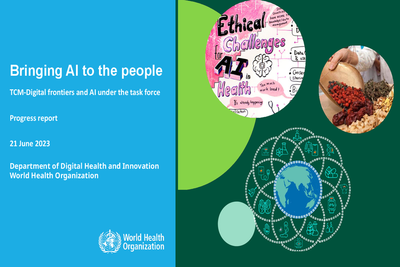 Bringing AI to the people
TCM-Digital frontiers and AI under the task force
Progress report
21 June 2023
Department of Digital Health and Innovation
World Health Organization
World Health
Organization
Ethical
Challenges
AI
in
Health